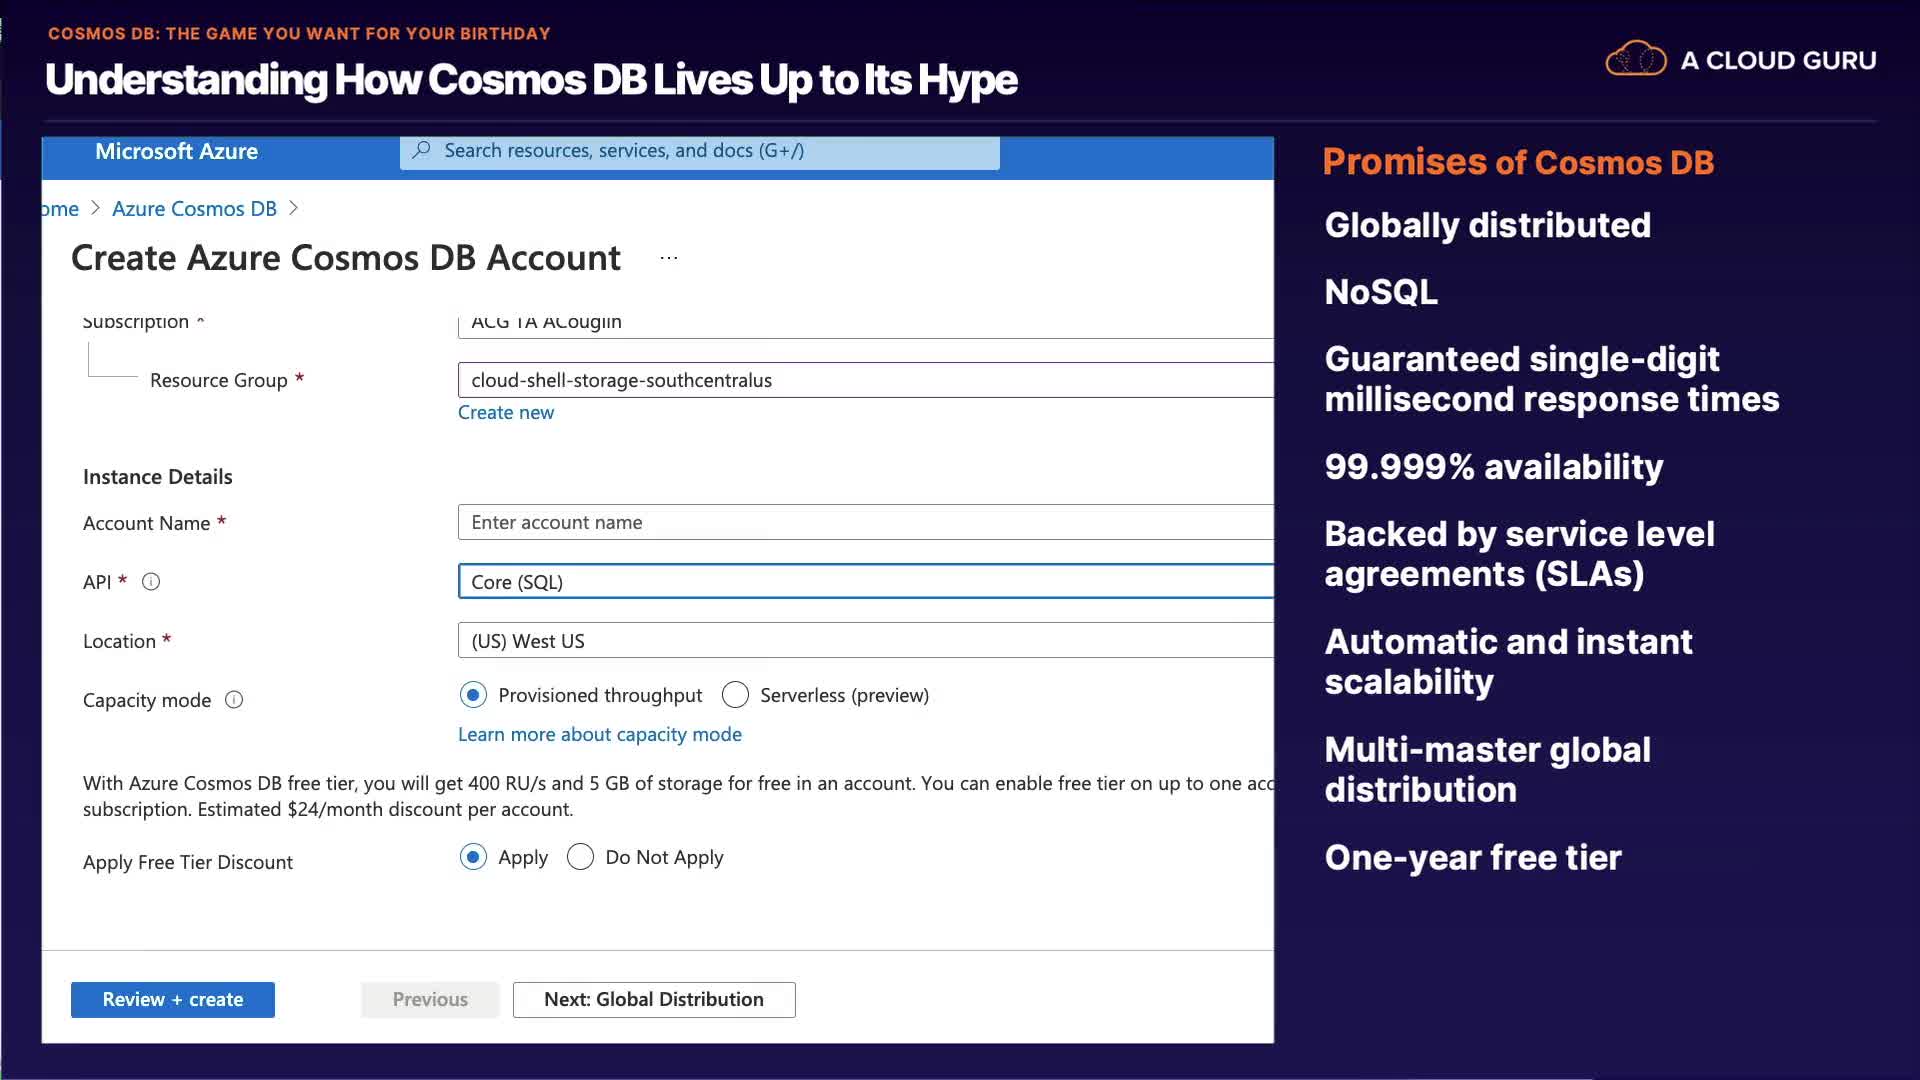 COSMOS DB: THE GAME YOU WANT FOR YOUR BIRTHDAY
Understanding How Cosmos DB Lives Up to Its Hype
A CLOUD GURU
Microsoft Azure
Search resources, services, and docs (G+/)
ome > Azure Cosmos DB >
Create Azure Cosmos DB Account ...
Subscription *
ACG TA ACouglin
Resource Group *
cloud-shell-storage-southcentralus
Create new
Instance Details
Account Name *
Enter account name
API *
Core (SQL)
Location *
(US) West US
Capacity mode
Provisioned throughput
Serverless (preview)
Learn more about capacity mode
With Azure Cosmos DB free tier, you will get 400 RU/s and 5 GB of storage for free in an account. You can enable free tier on up to one acc
subscription. Estimated $24/month discount per account.
Apply Free Tier Discount
Apply
Do Not Apply
Review + create
Previous
Next: Global Distribution
Promises of Cosmos DB
Globally distributed
NoSQL
Guaranteed single-digit
millisecond response times
99.999% availability
Backed by service level
agreements (SLAs)
Automatic and instant
scalability
Multi-master global
distribution
One-year free tier